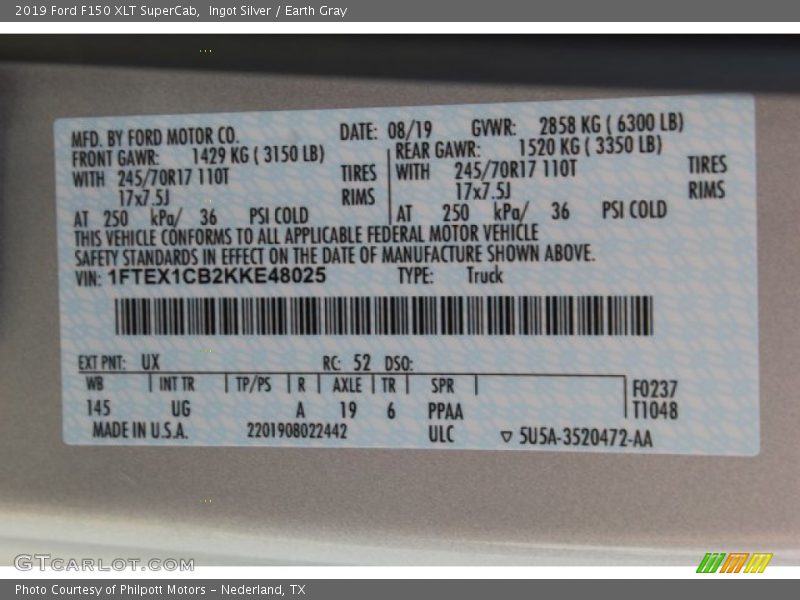 2019 Ford F150 XLT SuperCab, Ingot Silver / Earth Gray
MFD. BY FORD MOTOR CO. DATE: 08/19 GVWR: 2858 KG ( 6300 LB)
FRONT GAWR: 1429 KG ( 3150 LB) REAR GAWR: 1520 KG ( 3350 LB)
WITH 245/70R17 110T TIRES WITH 245/70R17 110T TIRES
17x7.5J RIMS 17x7.5J RIMS
AT 250 kPa/ 36 PSI COLD AT 250 kPa/ 36 PSI COLD
THIS VEHICLE CONFORMS TO ALL APPLICABLE FEDERAL MOTOR VEHICLE
SAFETY STANDARDS IN EFFECT ON THE DATE OF MANUFACTURE SHOWN ABOVE.
VIN: 1FTEX1CB2KKE48025 TYPE: Truck
EXT PNT: UX RC: 52 DSO:
WB INT TR TP/PS R AXLE TR SPR F0237
145 UG A 19 6 PPAA T1048
MADE IN U.S.A. 2201908022442 ULC ▽ 5U5A-3520472-AA
GTCARLOT.COM
Photo Courtesy of Philpott Motors - Nederland, TX